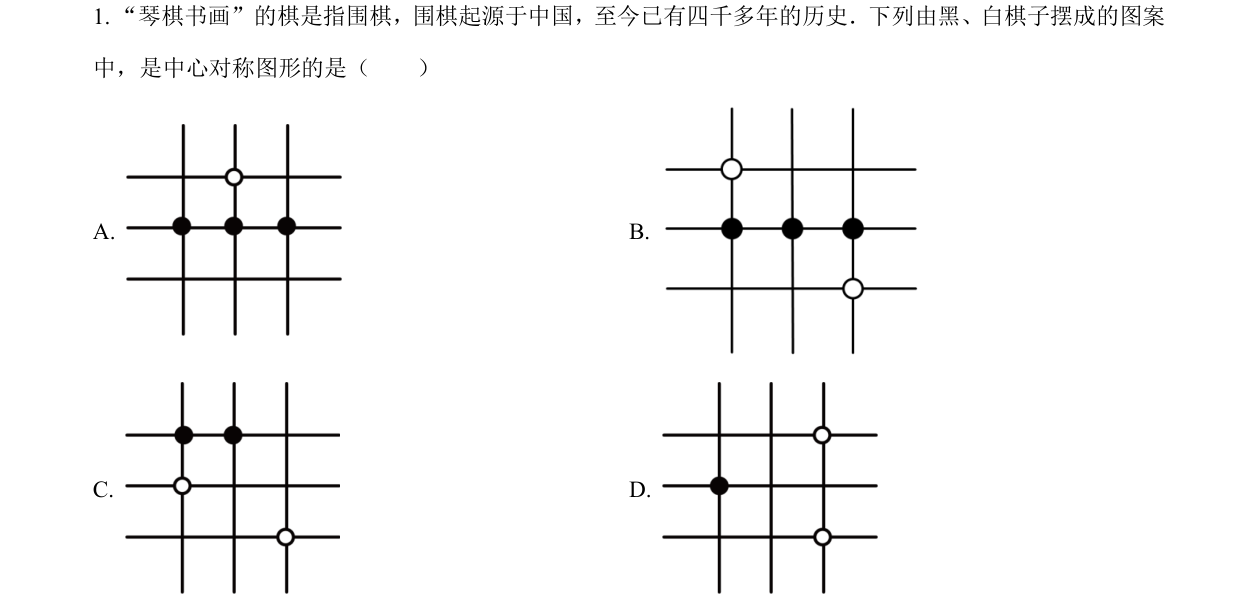 1. “琴棋书画”的棋是指围棋，围棋起源于中国，至今已有四千多年的历史．下列由黑、白棋子摆成的图案
中，是中心对称图形的是（　　）
A.
B.
C.
D.